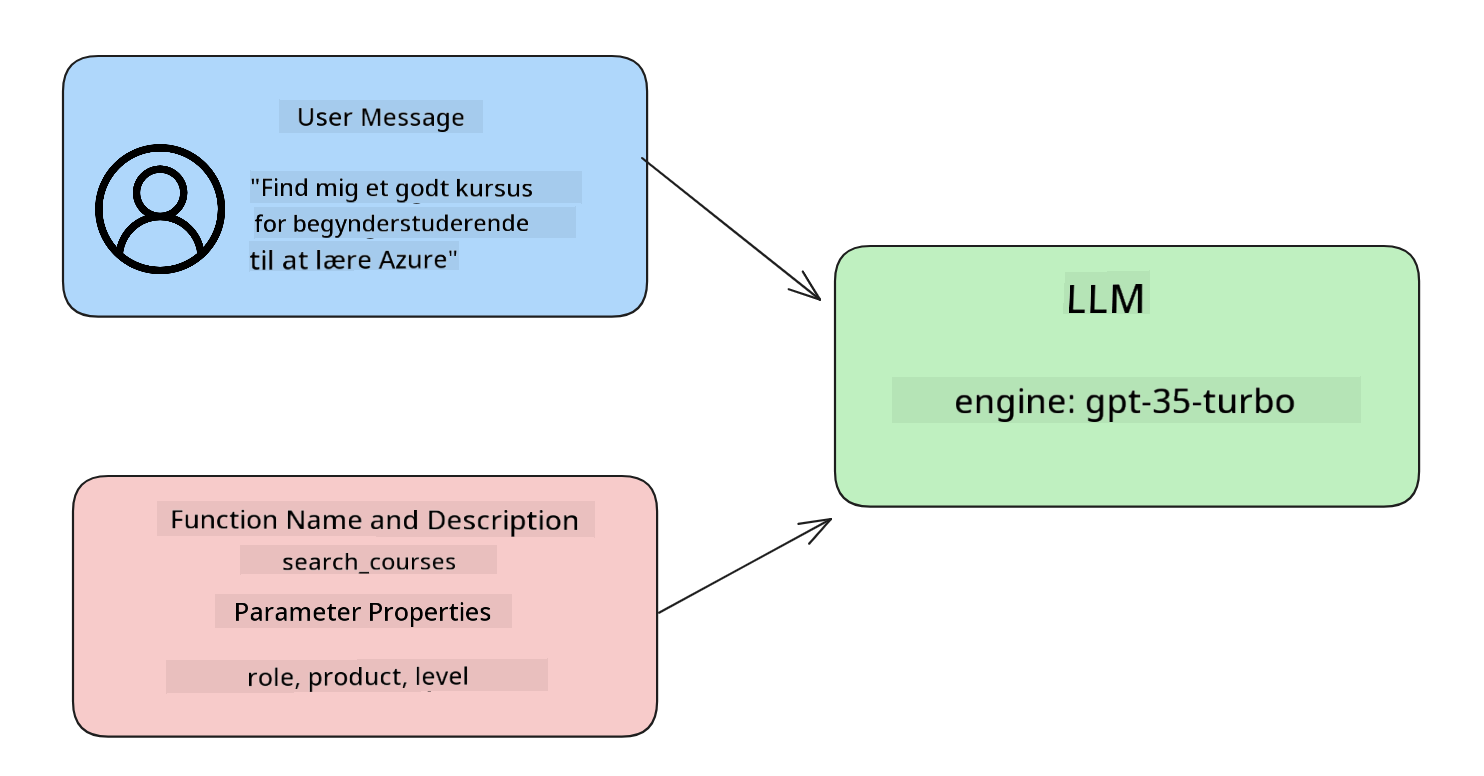 User Message
"Find mig et godt kursus
for begynderstuderende
til at lære Azure"
LLM
engine: gpt-35-turbo
Function Name and Description
search_courses
Parameter Properties
role, product, level